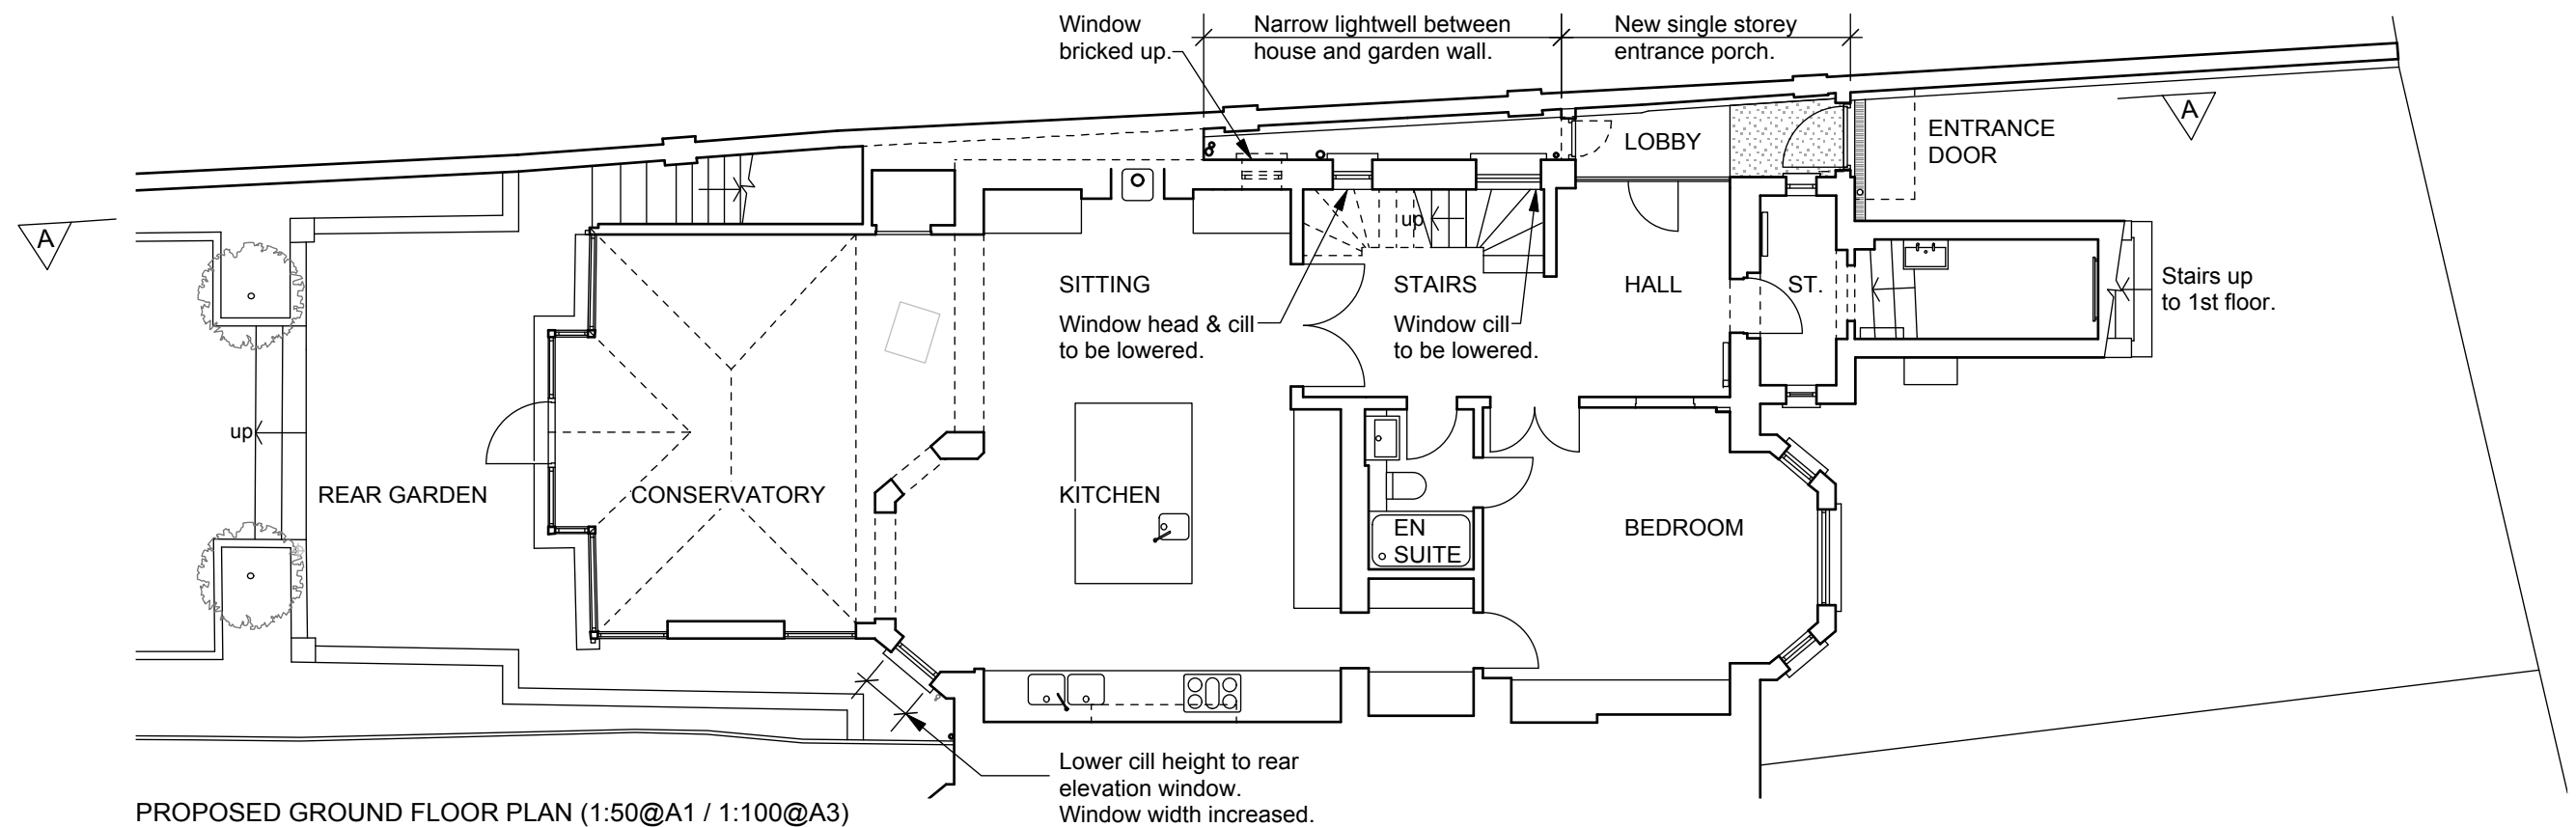 Window
bricked up.
Narrow lightwell between
house and garden wall.
New single storey
entrance porch.
A
ENTRANCE
DOOR
LOBBY
up
A
SITTING
Window head & cill
to be lowered.
STAIRS
Window cill
to be lowered.
HALL
ST.
Stairs up
to 1st floor.
up
REAR GARDEN
CONSERVATORY
KITCHEN
EN
SUITE
BEDROOM
Lower cill height to rear
elevation window.
Window width increased.
PROPOSED GROUND FLOOR PLAN (1:50@A1 / 1:100@A3)